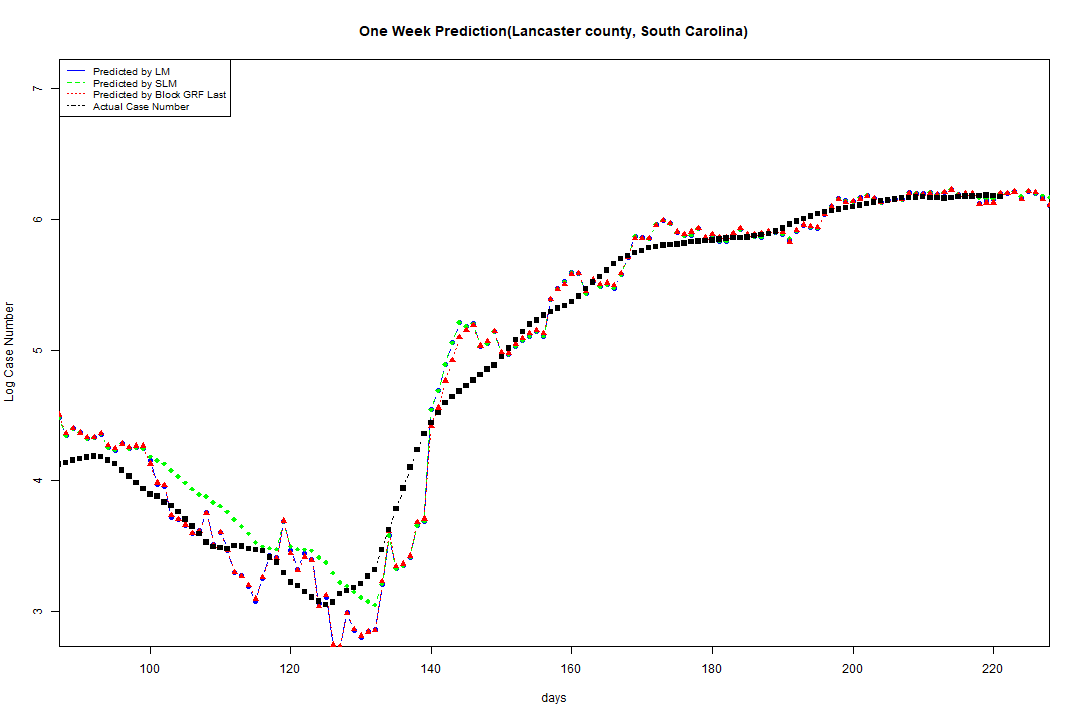 One Week Prediction(Lancaster county, South Carolina)
Predicted by LM
Predicted by SLM
Predicted by Block GRF Last
Actual Case Number
7
6
5
4
3
Log Case Number
100 120 140 160 180 200 220
days